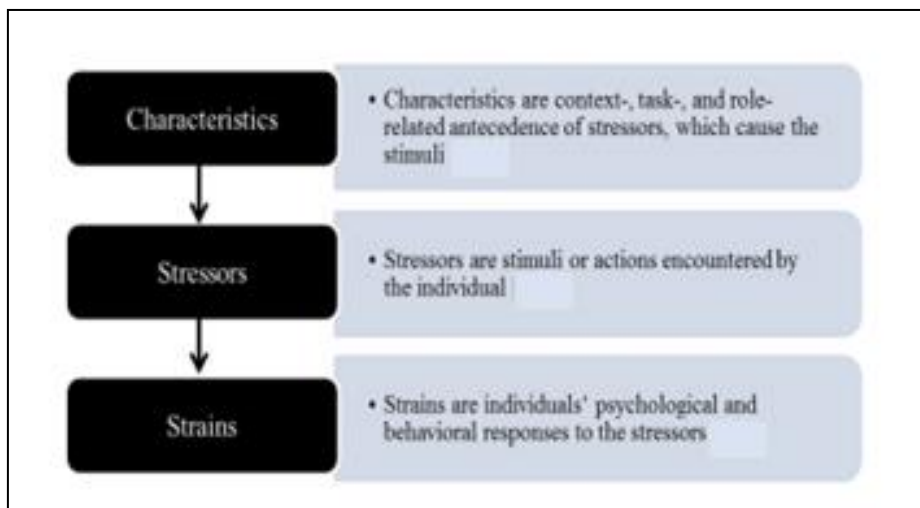 Characteristics
• Characteristics are context-, task-, and role-
related antecedence of stressors, which cause the
stimuli
Stressors
• Stressors are stimuli or actions encountered by
the individual
Strains
• Strains are individuals‘ psychological and
behavioral responses to the stressors